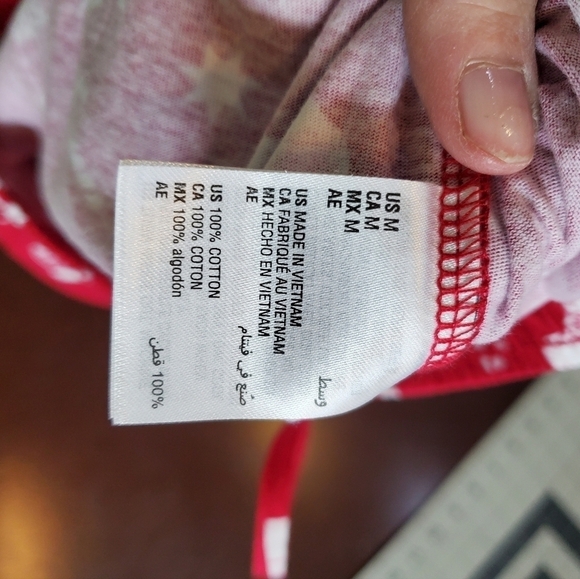 US M
CA M
MX M
AE وسط
US MADE IN VIETNAM
CA FABRIQUÉ AU VIETNAM
MX HECHO EN VIETNAM
AE صنع في فيتنام
US 100% COTTON
CA 100% COTON
MX 100% algodón
AE 100% قطن